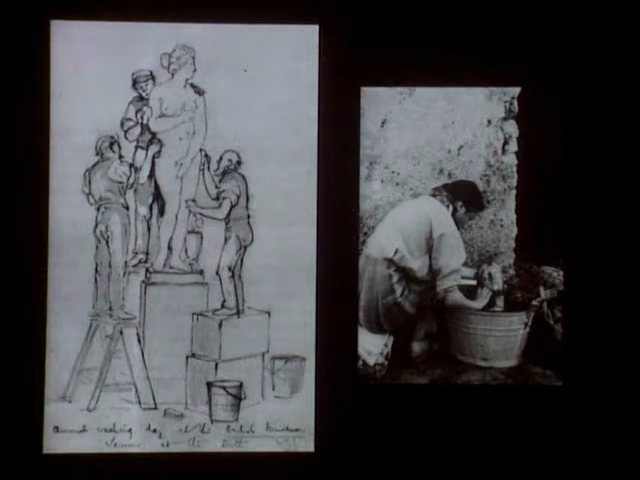 Annual washing day at the British Museum
Venus at the Bath